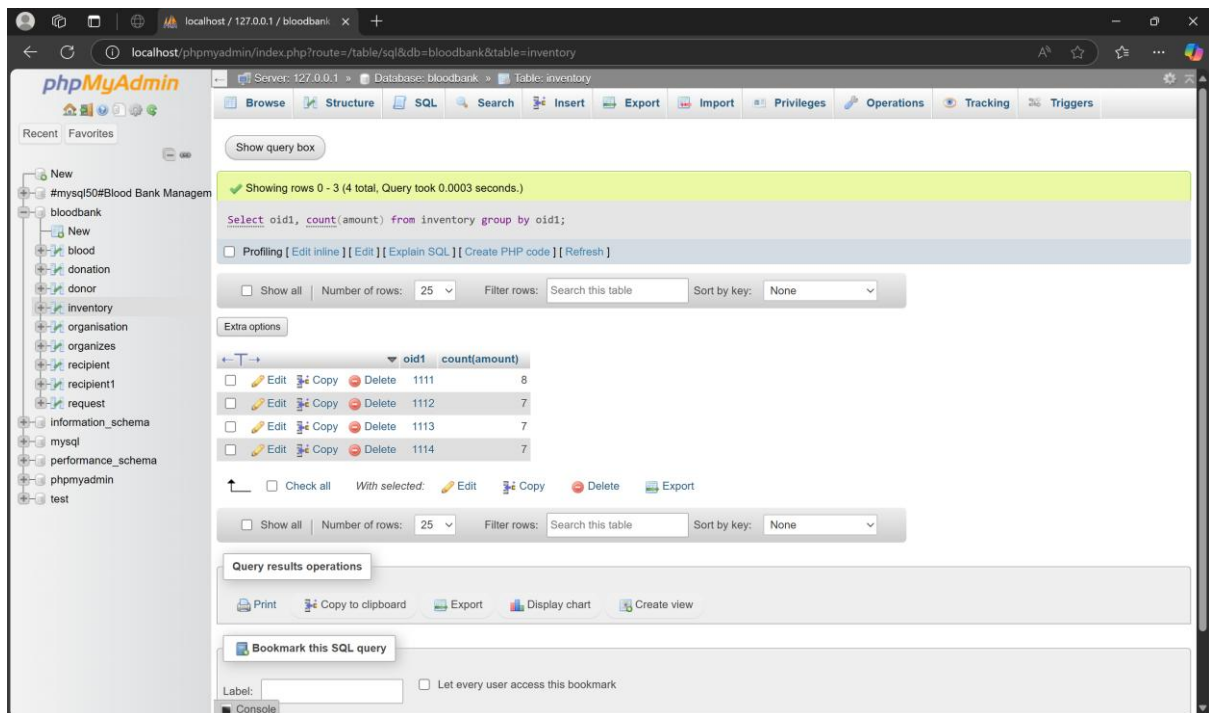 localhost / 127.0.0.1 / bloodbank
localhost/phpmyadmin/index.php?route=/table/sql&db=bloodbank&table=inventory
phpMyAdmin
Recent Favorites
New
#mysql50#Blood Bank Managem
bloodbank
New
blood
donation
donor
inventory
organisation
organizes
recipient
recipient1
request
information_schema
mysql
performance_schema
phpmyadmin
test
Server: 127.0.0.1 » Database: bloodbank » Table: inventory
Browse Structure SQL Search Insert Export Import Privileges Operations Tracking Triggers
Show query box
Showing rows 0 - 3 (4 total, Query took 0.0003 seconds.)
Select oid1, count(amount) from inventory group by oid1;
Profiling [ Edit inline ] [ Edit ] [ Explain SQL ] [ Create PHP code ] [ Refresh ]
Show all | Number of rows: 25 Filter rows: Search this table Sort by key: None
Extra options
←T→ oid1 count(amount)
Edit Copy Delete 1111 8
Edit Copy Delete 1112 7
Edit Copy Delete 1113 7
Edit Copy Delete 1114 7
Check all With selected: Edit Copy Delete Export
Show all | Number of rows: 25 Filter rows: Search this table Sort by key: None
Query results operations
Print Copy to clipboard Export Display chart Create view
Bookmark this SQL query
Label: Let every user access this bookmark
Console